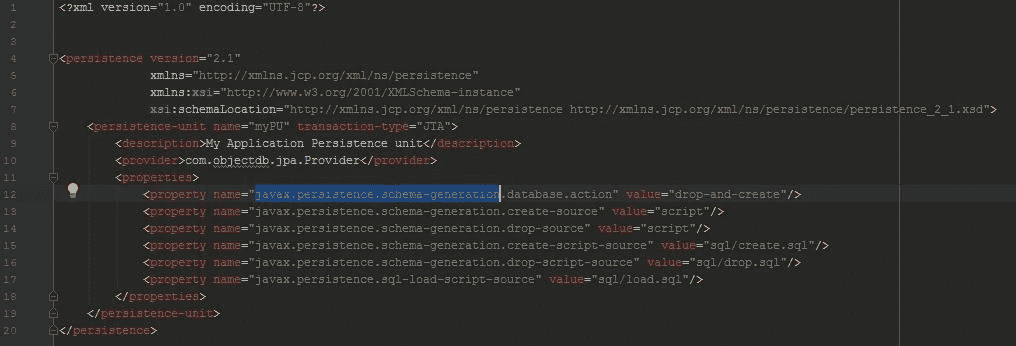 1 <?xml version="1.0" encoding="UTF-8"?>
2
3
4 <persistence version="2.1"
5 xmlns="http://xmlns.jcp.org/xml/ns/persistence"
6 xmlns:xsi="http://www.w3.org/2001/XMLSchema-instance"
7 xsi:schemaLocation="http://xmlns.jcp.org/xml/ns/persistence http://xmlns.jcp.org/xml/ns/persistence/persistence_2_1.xsd">
8 <persistence-unit name="myPU" transaction-type="JTA">
9 <description>My Application Persistence unit</description>
10 <provider>com.objectdb.jpa.Provider</provider>
11 <properties>
12 <property name="javax.persistence.schema-generation.database.action" value="drop-and-create"/>
13 <property name="javax.persistence.schema-generation.create-source" value="script"/>
14 <property name="javax.persistence.schema-generation.drop-source" value="script"/>
15 <property name="javax.persistence.schema-generation.create-script-source" value="sql/create.sql"/>
16 <property name="javax.persistence.schema-generation.drop-script-source" value="sql/drop.sql"/>
17 <property name="javax.persistence.sql-load-script-source" value="sql/load.sql"/>
18 </properties>
19 </persistence-unit>
20 </persistence>